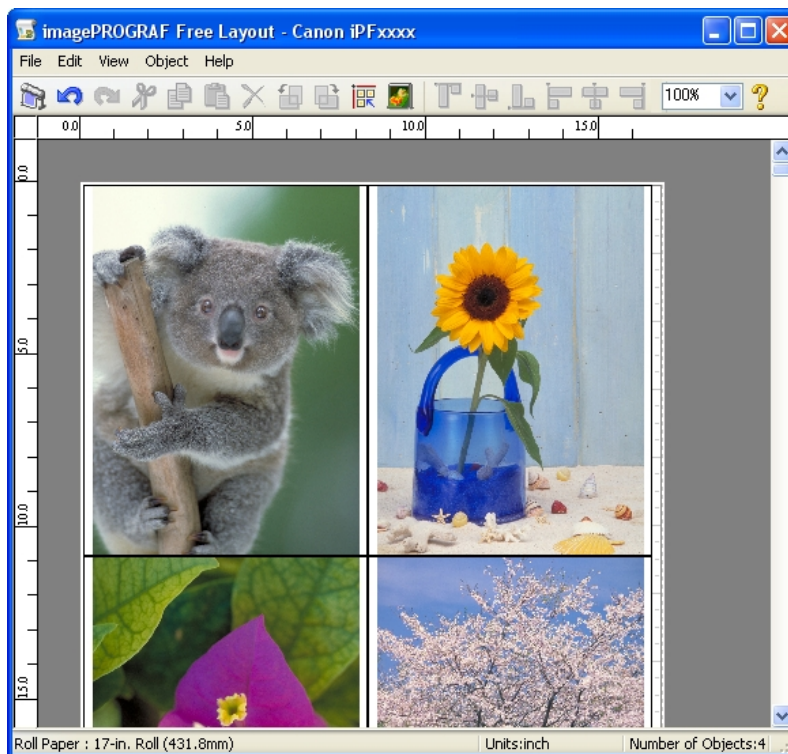 imagePROGRAF Free Layout - Canon iPFxxxx
File Edit View Object Help
100%
0.0 5.0 10.0 15.0
0.0
5.0
10.0
15.0
Roll Paper : 17-in. Roll (431.8mm) Units:inch Number of Objects:4